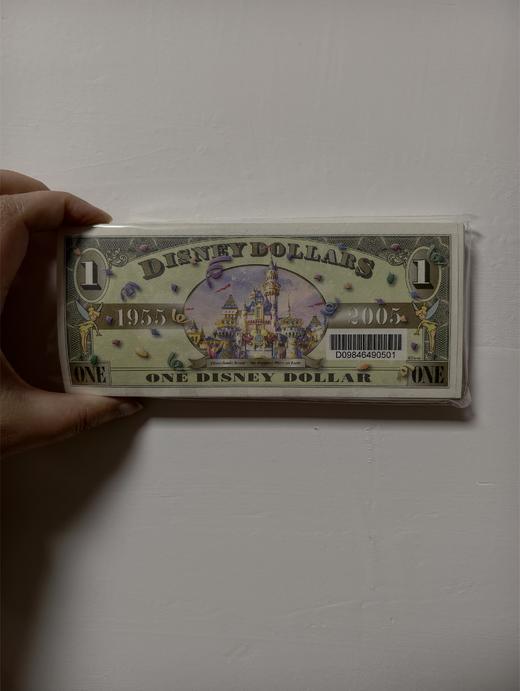 DISNEY DOLLARS
1 1
1955 2005
D09846490501
ONE ONE DISNEY DOLLAR ONE